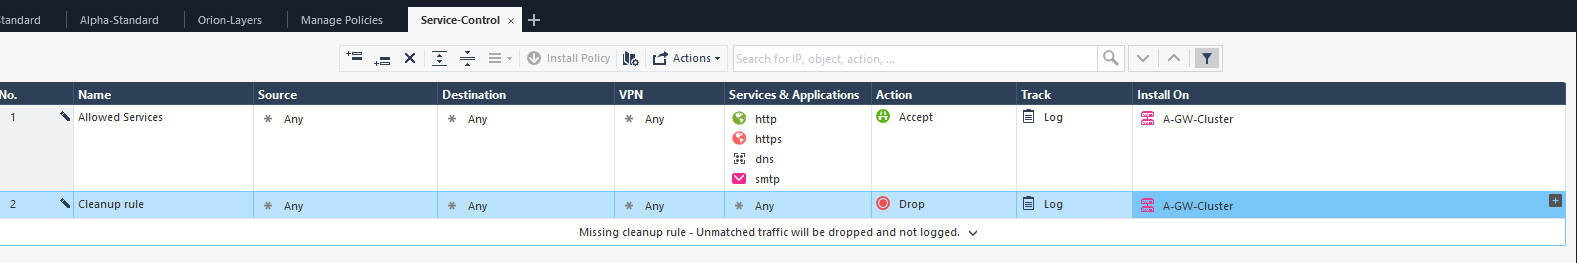 tandard Alpha-Standard Orion-Layers Manage Policies Service-Control × +
Install Policy Actions Search for IP, object, action, ...
No. Name Source Destination VPN Services & Applications Action Track Install On
1 Allowed Services * Any * Any * Any http Accept Log A-GW-Cluster
https
dns
smtp
2 Cleanup rule * Any * Any * Any * Any Drop Log A-GW-Cluster
Missing cleanup rule - Unmatched traffic will be dropped and not logged.